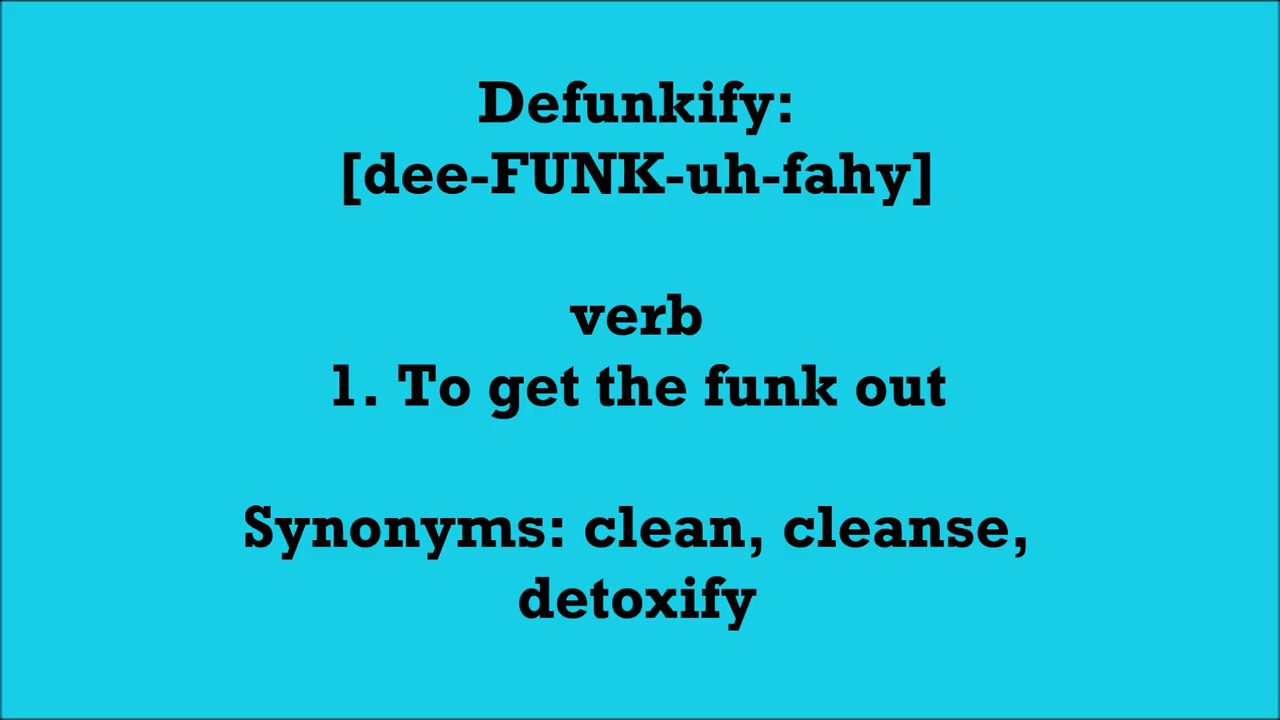 Defunkify:
[dee-FUNK-uh-fahy]
verb
1. To get the funk out
Synonyms: clean, cleanse,
detoxify